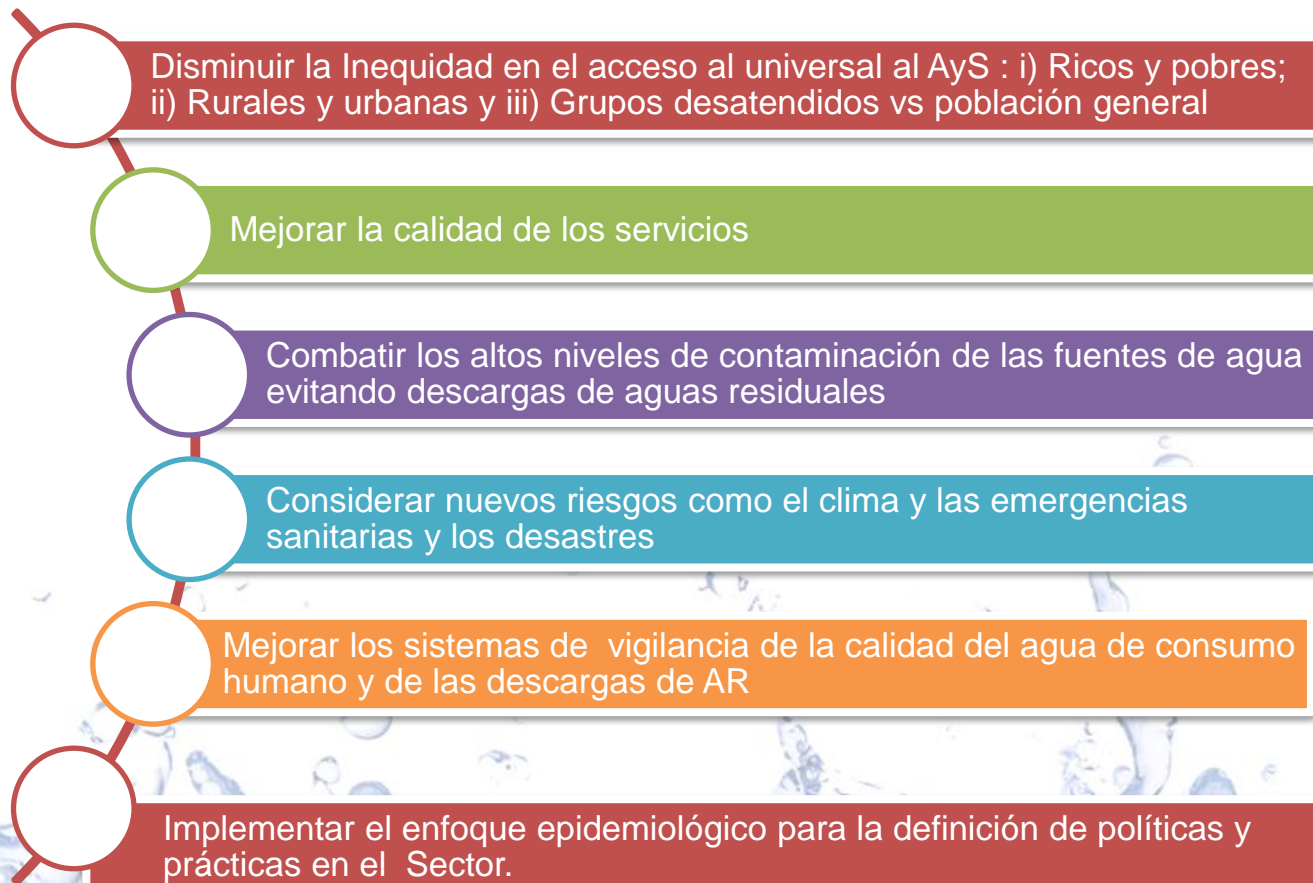 Disminuir la Inequidad en el acceso al universal al AyS : i) Ricos y pobres;
ii) Rurales y urbanas y iii) Grupos desatendidos vs población general
Mejorar la calidad de los servicios
Combatir los altos niveles de contaminación de las fuentes de agua
evitando descargas de aguas residuales
Considerar nuevos riesgos como el clima y las emergencias
sanitarias y los desastres
Mejorar los sistemas de  vigilancia de la calidad del agua de consumo
humano y de las descargas de AR
Implementar el enfoque epidemiológico para la definición de políticas y
prácticas en el  Sector.